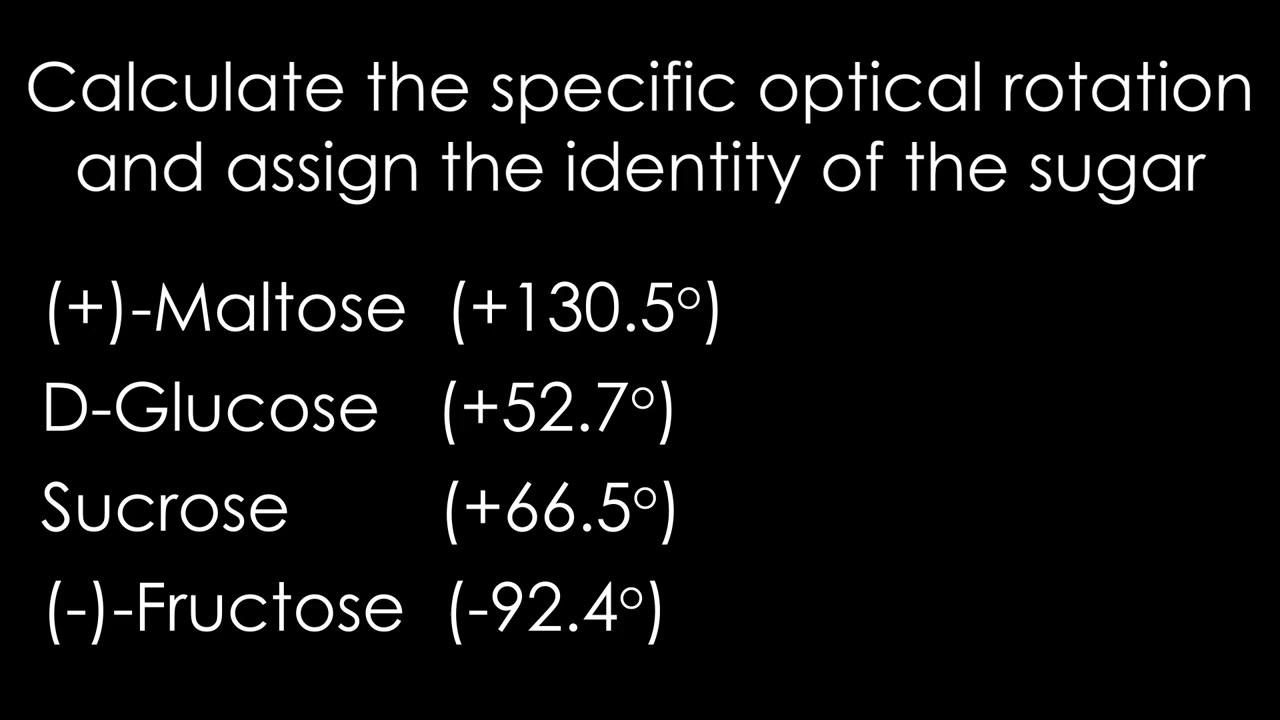 Calculate the specific optical rotation
and assign the identity of the sugar
(+)-Maltose (+130.5°)
D-Glucose (+52.7°)
Sucrose (+66.5°)
(-)-Fructose (-92.4°)